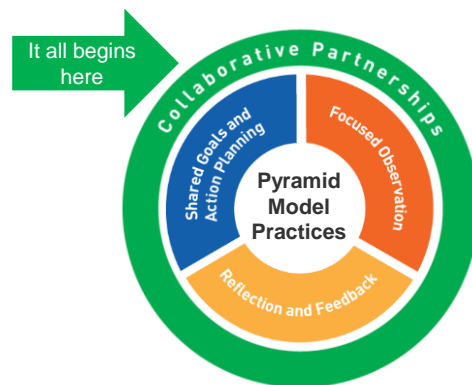 It all begins
here
Collaborative Partnerships
Shared Goals and
Action Planning
Focused Observation
Pyramid
Model
Practices
Reflection and Feedback